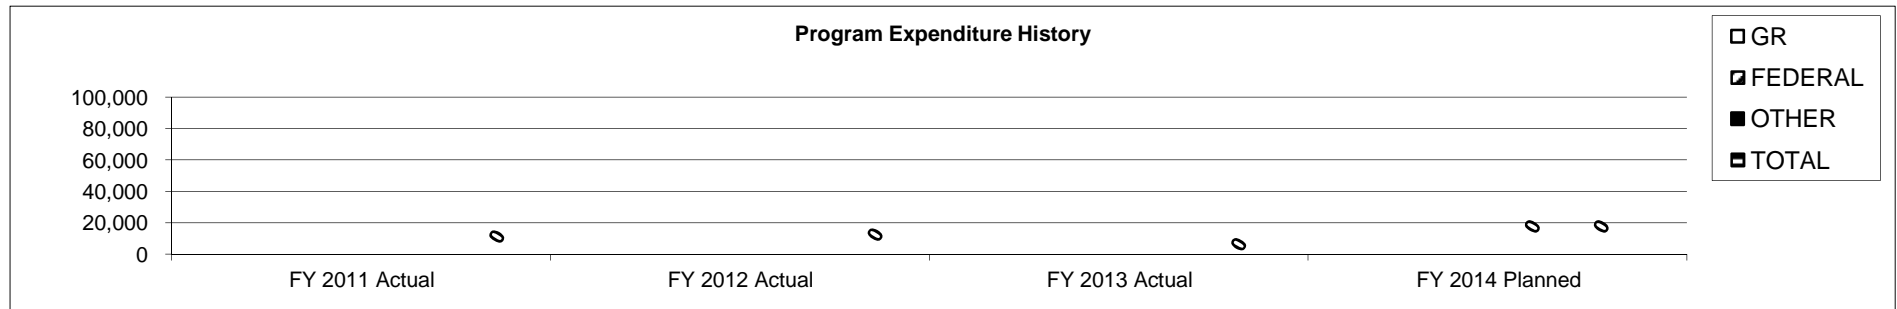 Program Expenditure History
GR
FEDERAL
OTHER
TOTAL
100,000
80,000
60,000
40,000
20,000
0
0
0
0
0
0
FY 2011 Actual
FY 2012 Actual
FY 2013 Actual
FY 2014 Planned